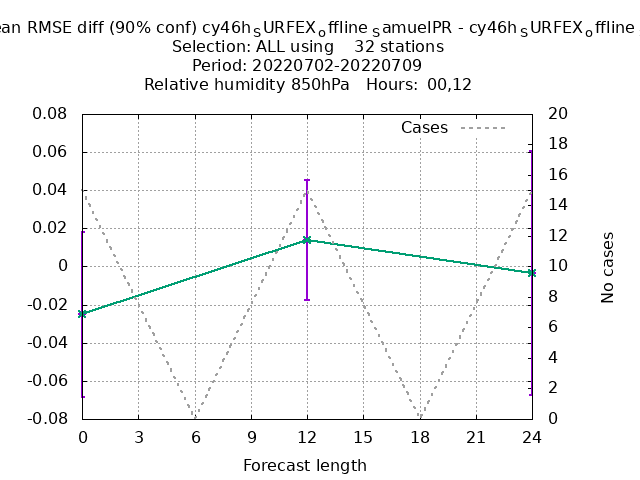 ean RMSE diff (90% conf) cy46hSURFEXoffline SamuelPR - cy46hSURFEXoffline
Selection: ALL using 32 stations
Period: 20220702-20220709
Relative humidity 850hPa Hours: 00,12
Cases
0.08
0.06
0.04
0.02
0
-0.02
-0.04
-0.06
-0.08
20
18
16
14
12
10
8
6
4
2
0
No cases
0 3 6 9 12 15 18 21 24
Forecast length